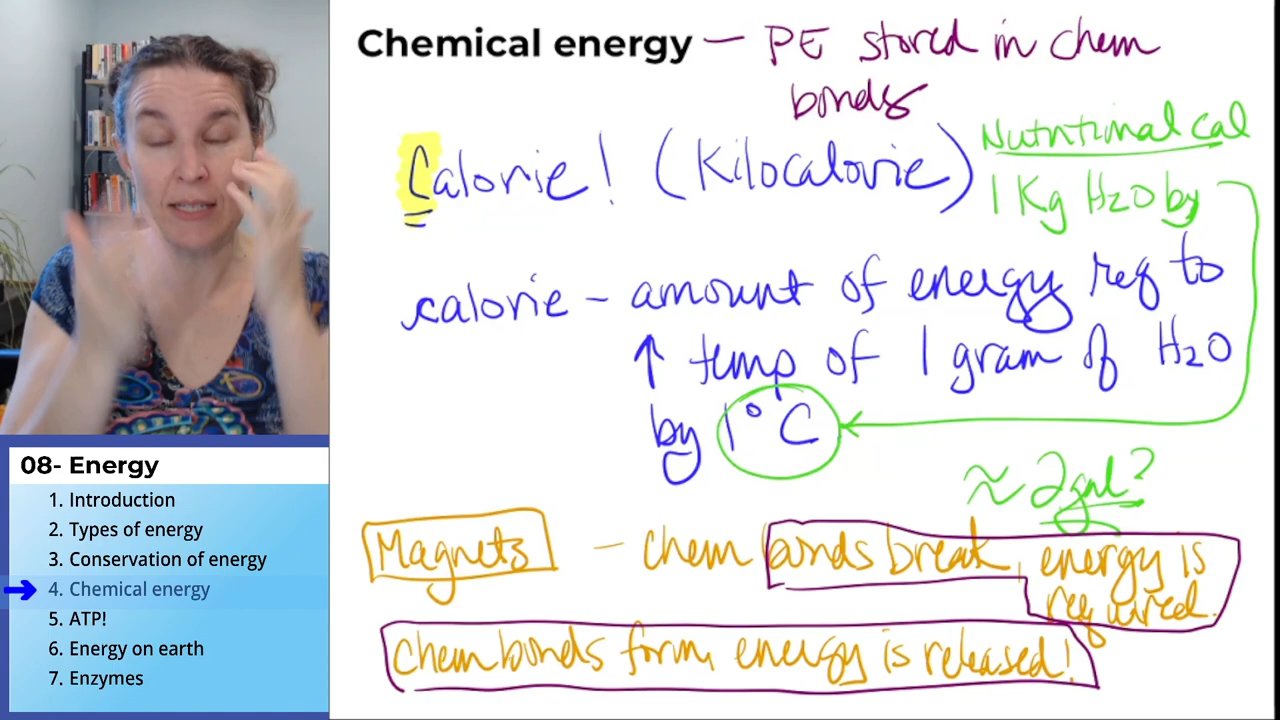 Chemical energy – PE stored in chem
bonds
Calorie! (Kilocalorie)
Nutritional cal
1 Kg H₂O by
calorie – amount of energy req to
↑ temp of 1 gram of H₂O
by 1° C
≈ 2gal?
Magnets – chem bonds break, energy is
required.
Chem bonds form, energy is released!
08- Energy
1. Introduction
2. Types of energy
3. Conservation of energy
4. Chemical energy
5. ATP!
6. Energy on earth
7. Enzymes